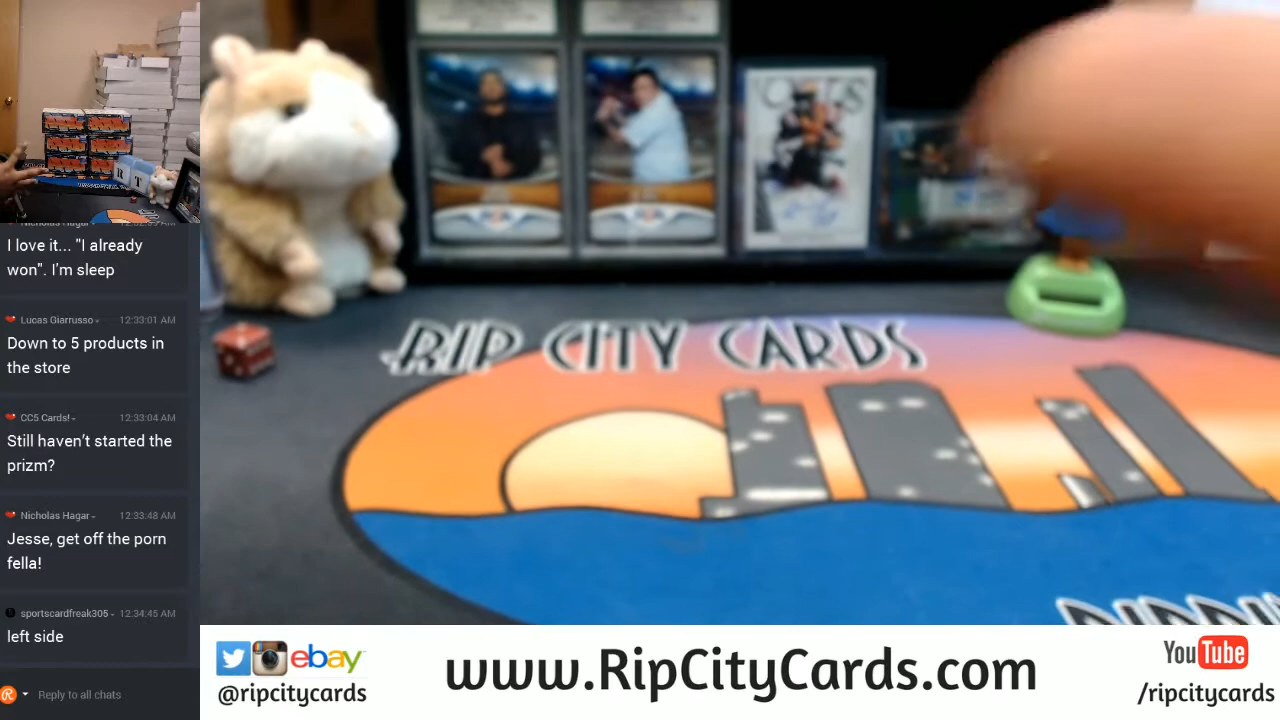 I love it... "I already
won". I'm sleep
Lucas Giarrusso 12:33:01 AM
Down to 5 products in
the store
CC5 Cards! 12:33:04 AM
Still haven't started the
prizm?
Nicholas Hagar 12:33:48 AM
Jesse, get off the porn
fella!
sportscardfreak305 12:34:45 AM
left side
Reply to all chats
RIP CITY CARDS
ebay
@ripcitycards
www.RipCityCards.com
YouTube
/ripcitycards